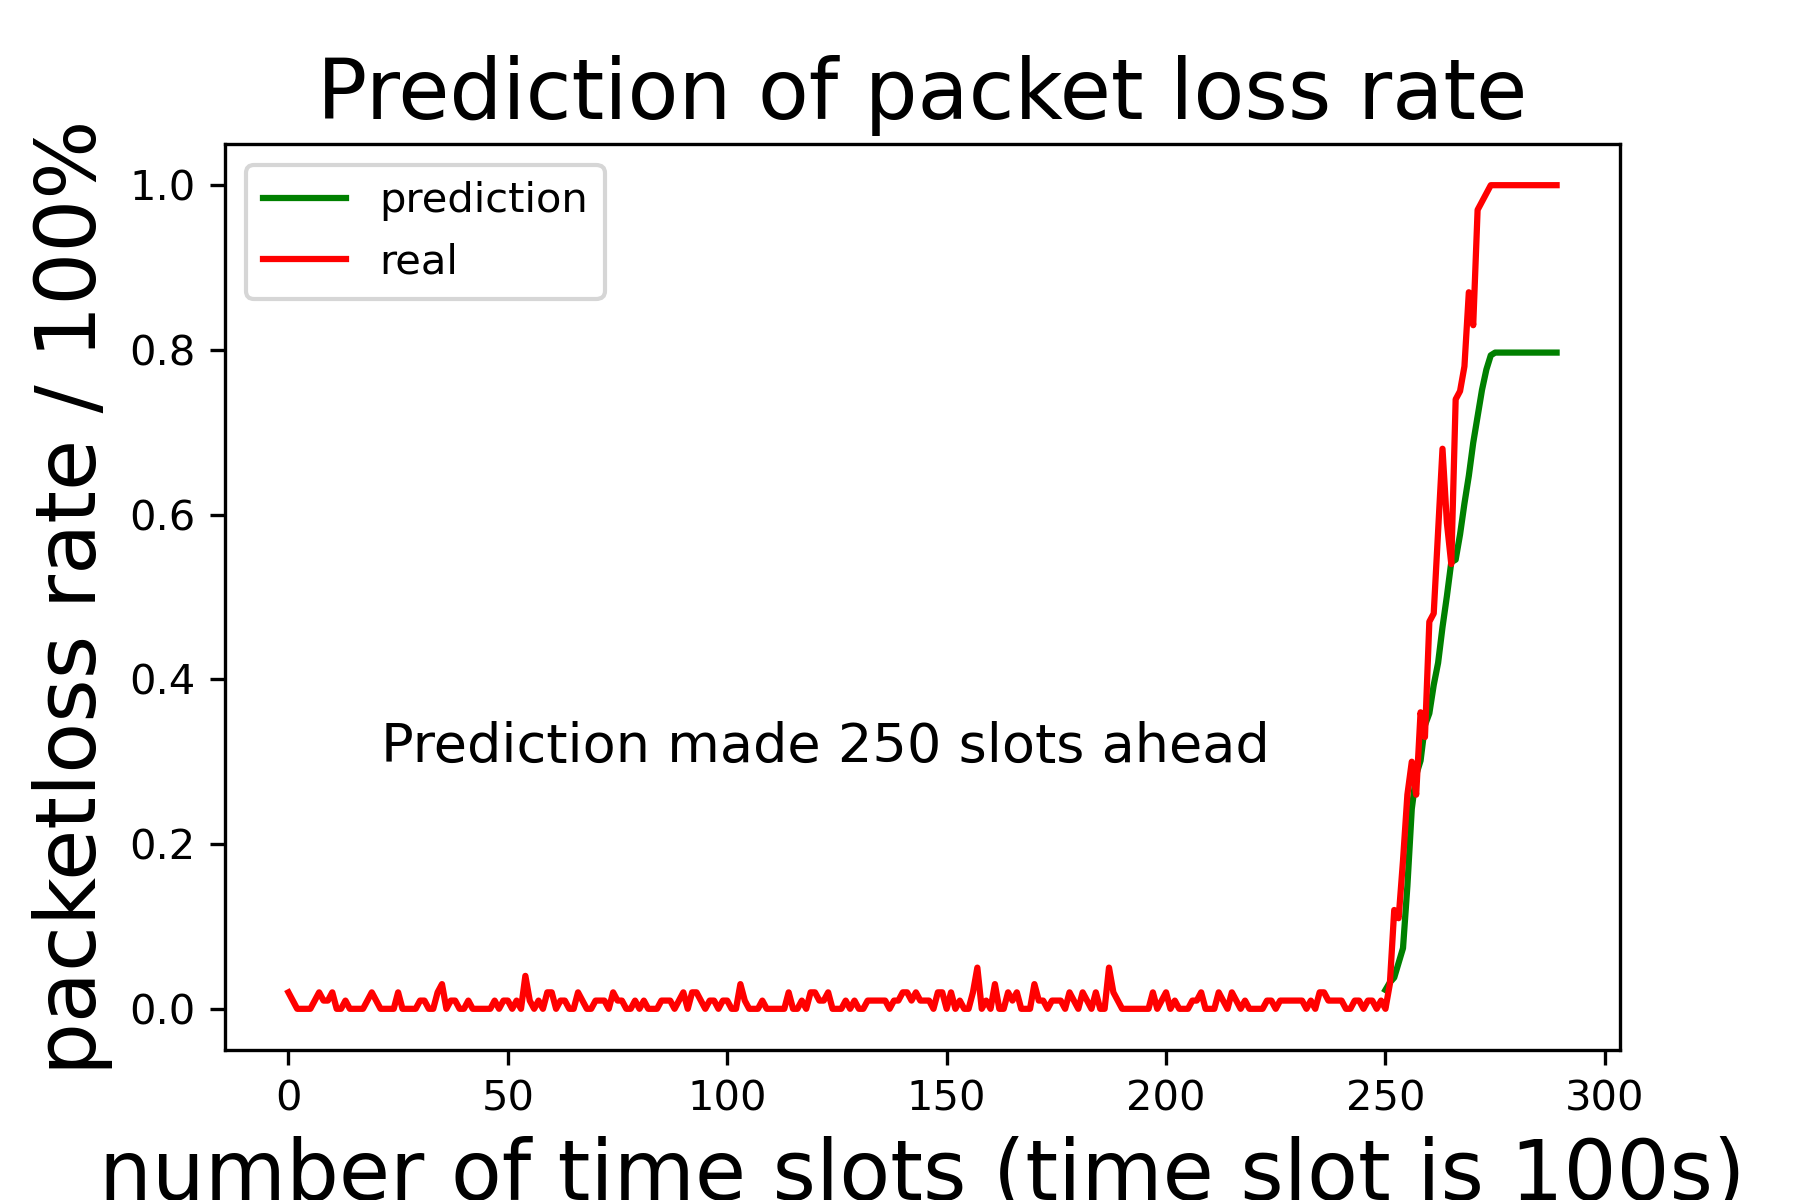 Prediction of packet loss rate
packetloss rate / 100%
1.0
0.8
0.6
0.4
0.2
0.0
prediction
real
Prediction made 250 slots ahead
0 50 100 150 200 250 300
number of time slots (time slot is 100s)